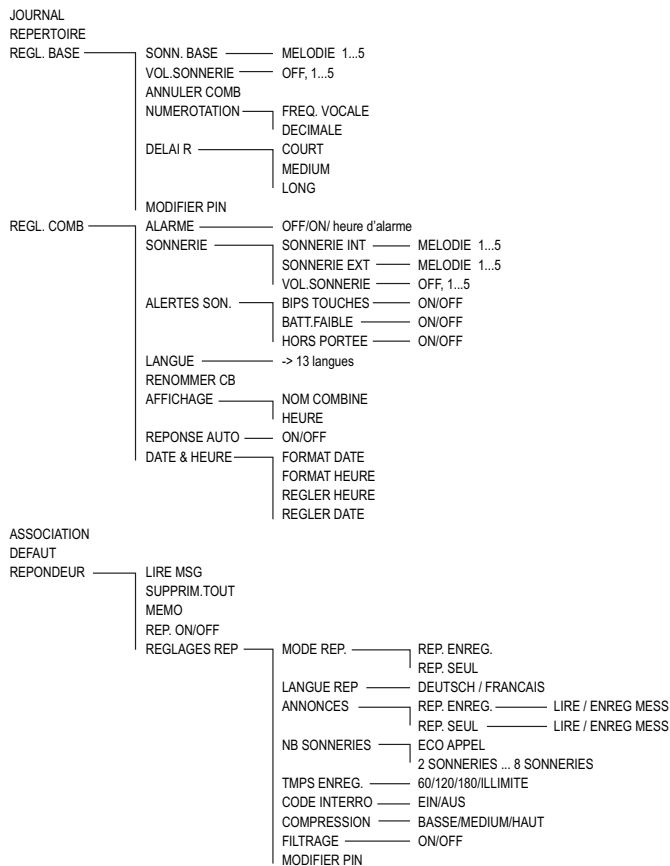 JOURNAL
REPERTOIRE
REGL. BASE SONN. BASE MELODIE 1...5
VOL.SONNERIE OFF, 1...5
ANNULER COMB
NUMEROTATION FREQ. VOCALE
DECIMALE
DELAI R COURT
MEDIUM
LONG
MODIFIER PIN
REGL. COMB ALARME OFF/ON/ heure d'alarme
SONNERIE SONNERIE INT MELODIE 1...5
SONNERIE EXT MELODIE 1...5
VOL.SONNERIE OFF, 1...5
ALERTES SON. BIPS TOUCHES ON/OFF
BATT.FAIBLE ON/OFF
HORS PORTEE ON/OFF
LANGUE -> 13 langues
RENOMMER CB
AFFICHAGE NOM COMBINE
HEURE
REPONSE AUTO ON/OFF
DATE & HEURE FORMAT DATE
FORMAT HEURE
REGLER HEURE
REGLER DATE
ASSOCIATION
DEFAUT
REPONDEUR LIRE MSG
SUPPRIM.TOUT
MEMO
REP. ON/OFF
REGLAGES REP MODE REP. REP. ENREG.
REP. SEUL
LANGUE REP DEUTSCH / FRANCAIS
ANNONCES REP. ENREG. LIRE / ENREG MESS
REP. SEUL LIRE / ENREG MESS
NB SONNERIES ECO APPEL
2 SONNERIES ... 8 SONNERIES
TMPS ENREG. 60/120/180/ILLIMITE
CODE INTERRO EIN/AUS
COMPRESSION BASSE/MEDIUM/HAUT
FILTRAGE ON/OFF
MODIFIER PIN